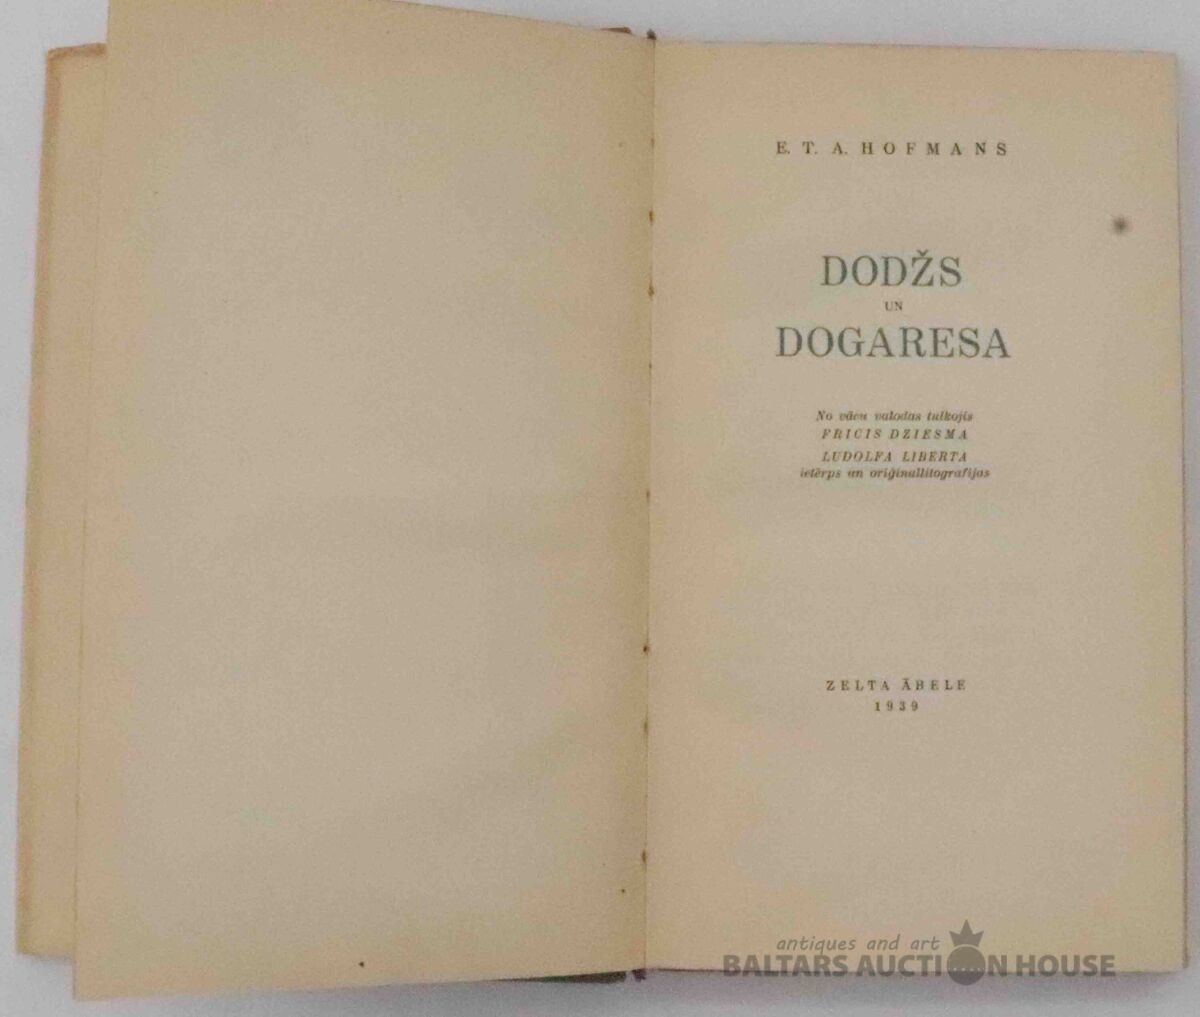 E. T. A. HOFMANS
DODŽS
UN
DOGARESA
No vācu valodas tulkojis
FRICIS DZIESMA
LUDOLFA LIBERTA
ietērps un oriģinallitografijas
ZELTA ĀBELE
1939
antiques and art
BALTARS AUCTION HOUSE